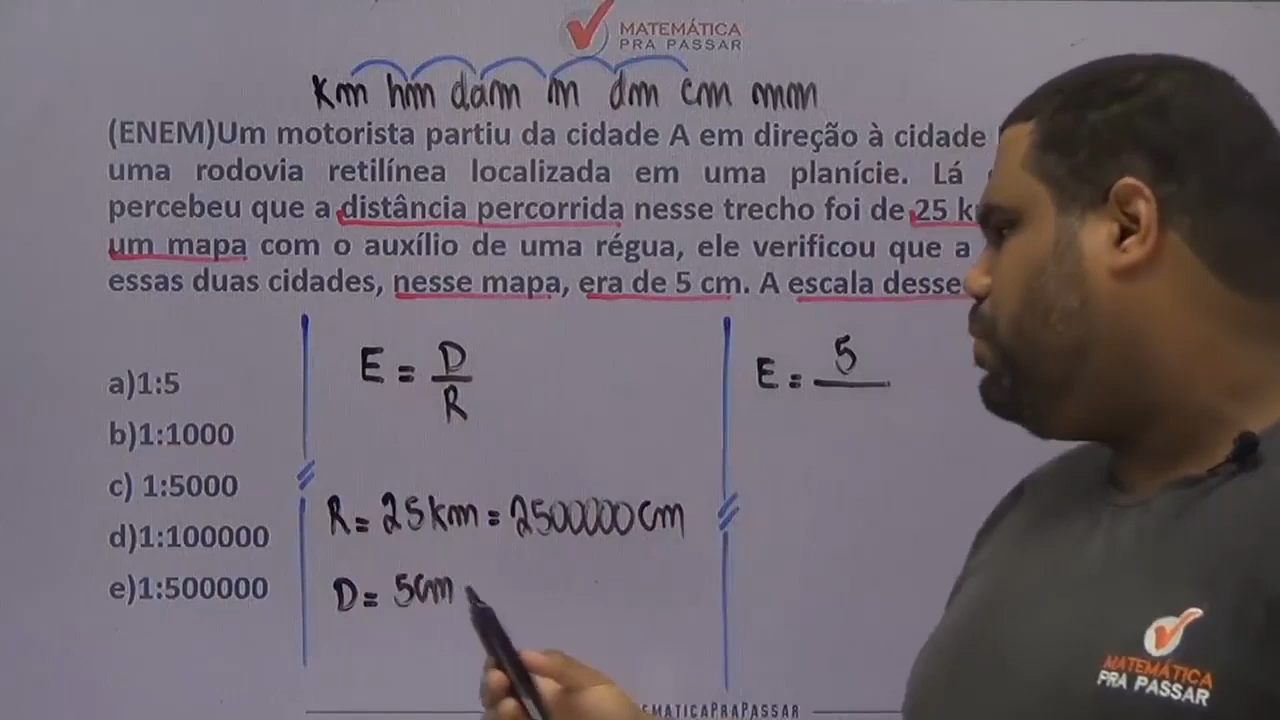 MATEMÁTICA
PRA PASSAR
Km hm dam m dm cm mm
(ENEM)Um motorista partiu da cidade A em direção à cidade
uma rodovia retilínea localizada em uma planície. Lá
percebeu que a distância percorrida nesse trecho foi de 25
um mapa com o auxílio de uma régua, ele verificou que a
essas duas cidades, nesse mapa, era de 5 cm. A escala desse
a)1:5
b)1:1000
c) 1:5000
d)1:100000
e)1:500000
E = D/R
R = 25 km = 2500000 cm
D = 5cm
E = 5
MATEMÁTICA
PRA PASSAR
EMATICAPRAPASSAR